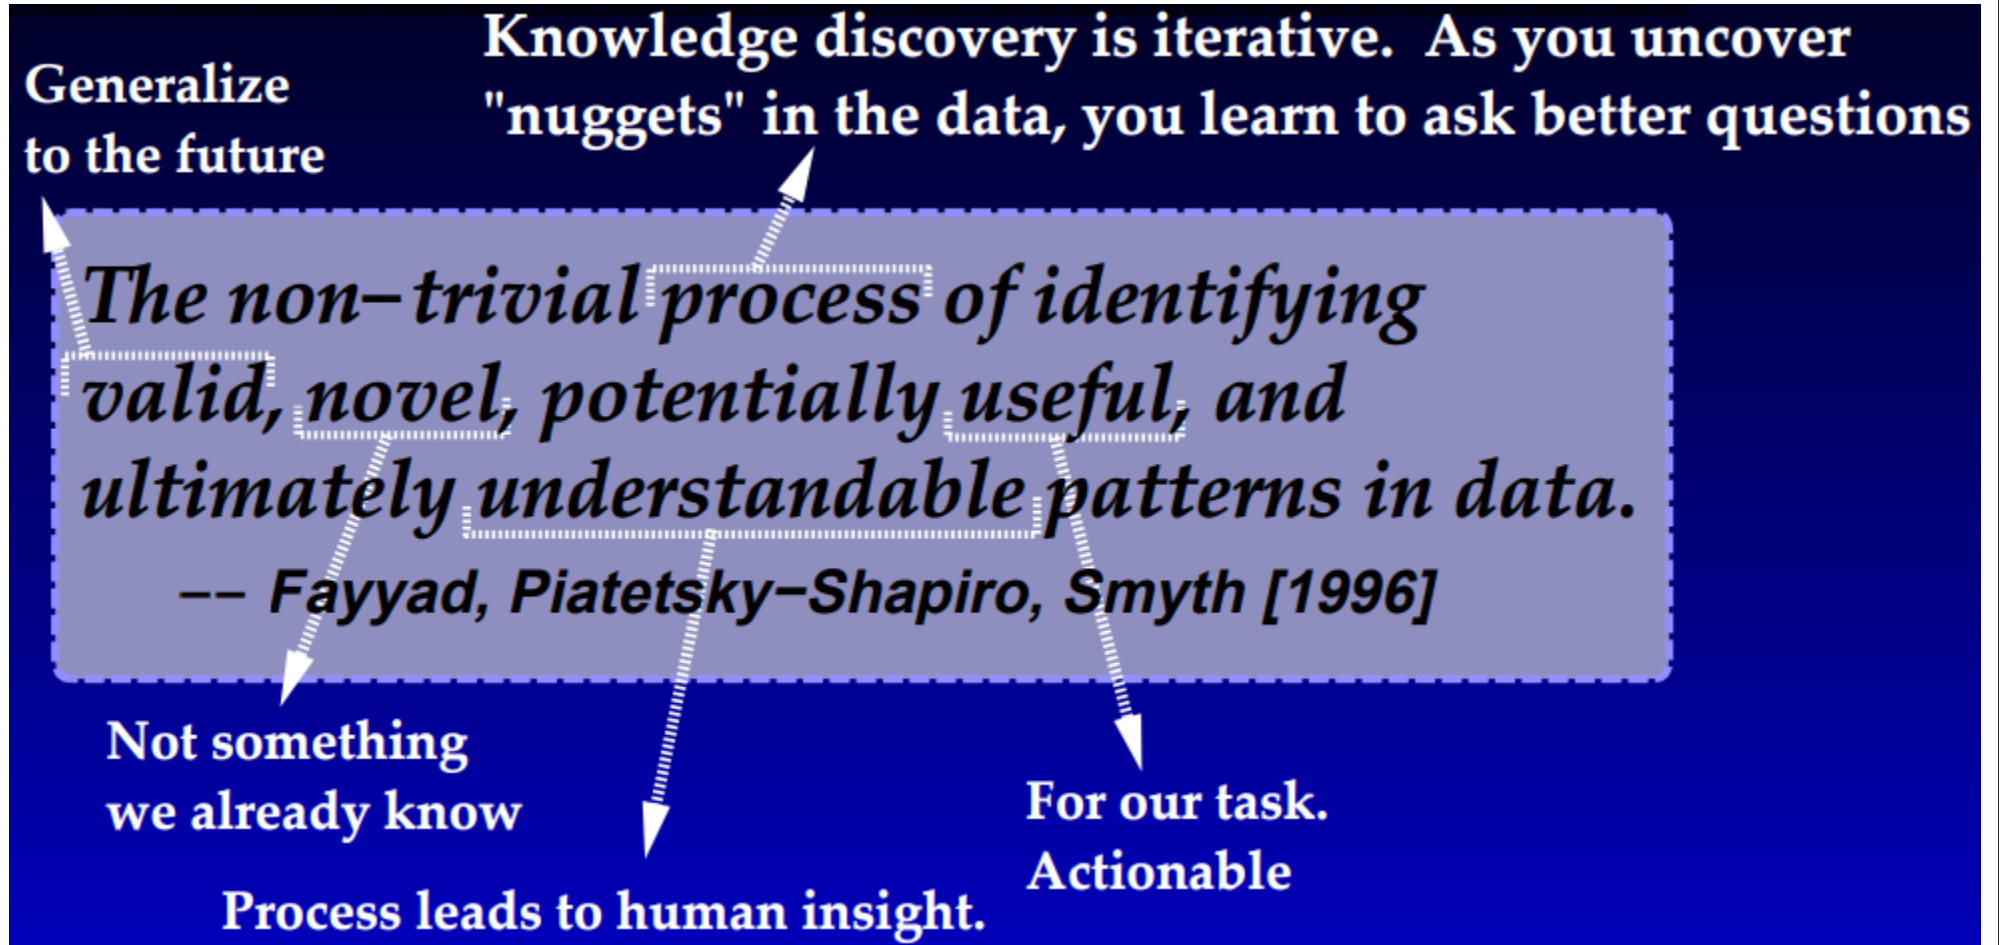 Knowledge discovery is iterative. As you uncover
"nuggets" in the data, you learn to ask better questions
Generalize
to the future
The non-trivial process of identifying
valid, novel, potentially useful, and
ultimately understandable patterns in data.
-- Fayyad, Piatetsky-Shapiro, Smyth [1996]
Not something
we already know
For our task.
Actionable
Process leads to human insight.